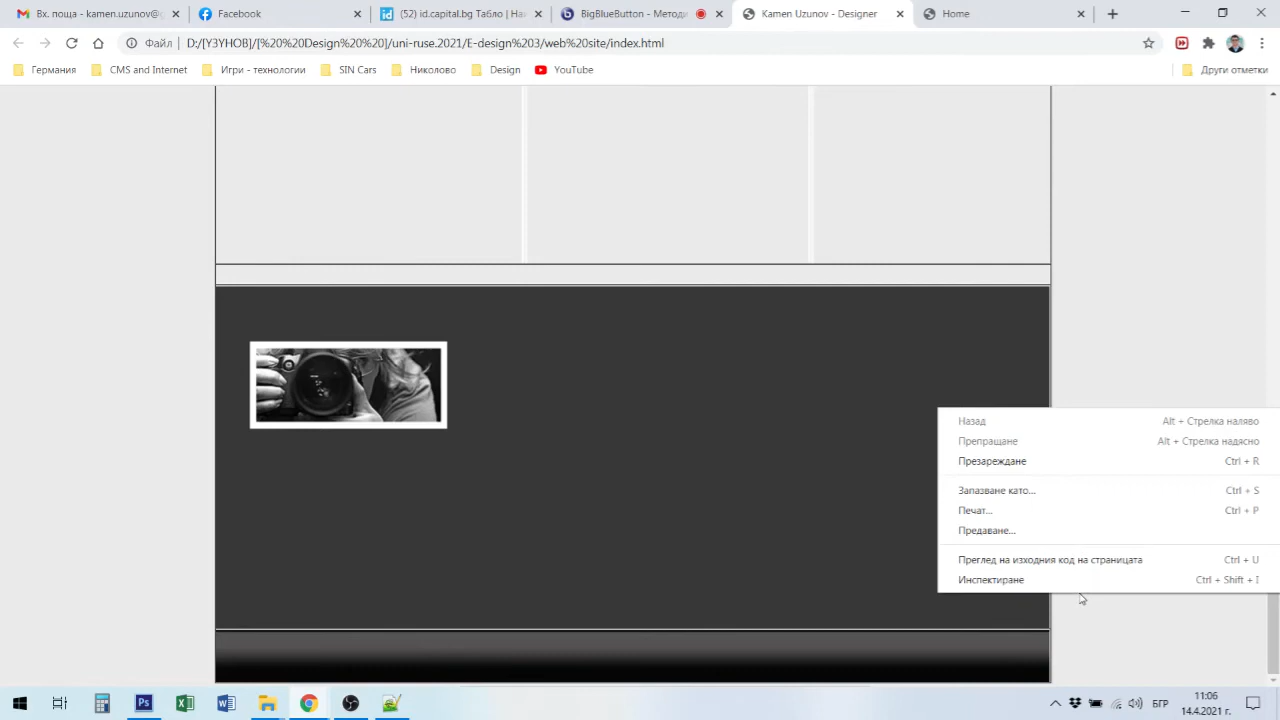 Вх. поща - kamen.uzunov@g
Facebook
(52) id.capital.bg Табло | На
BigBlueButton - Методи
Kamen Uzunov - Designer
Home
Файл | D:/[Y3YHOB]/[%20%20Design%20%20]/uni-ruse.2021/E-design%203/web%20site/index.html
Германия
CMS and Internet
Игри - технологии
SIN Cars
Николово
Design
YouTube
Други отметки
Назад Alt + Стрелка наляво
Препращане Alt + Стрелка надясно
Презареждане Ctrl + R
Запазване като... Ctrl + S
Печат... Ctrl + P
Предаване...
Преглед на изходния код на страницата Ctrl + U
Инспектиране Ctrl + Shift + I
БГР
11:06
14.4.2021 г.